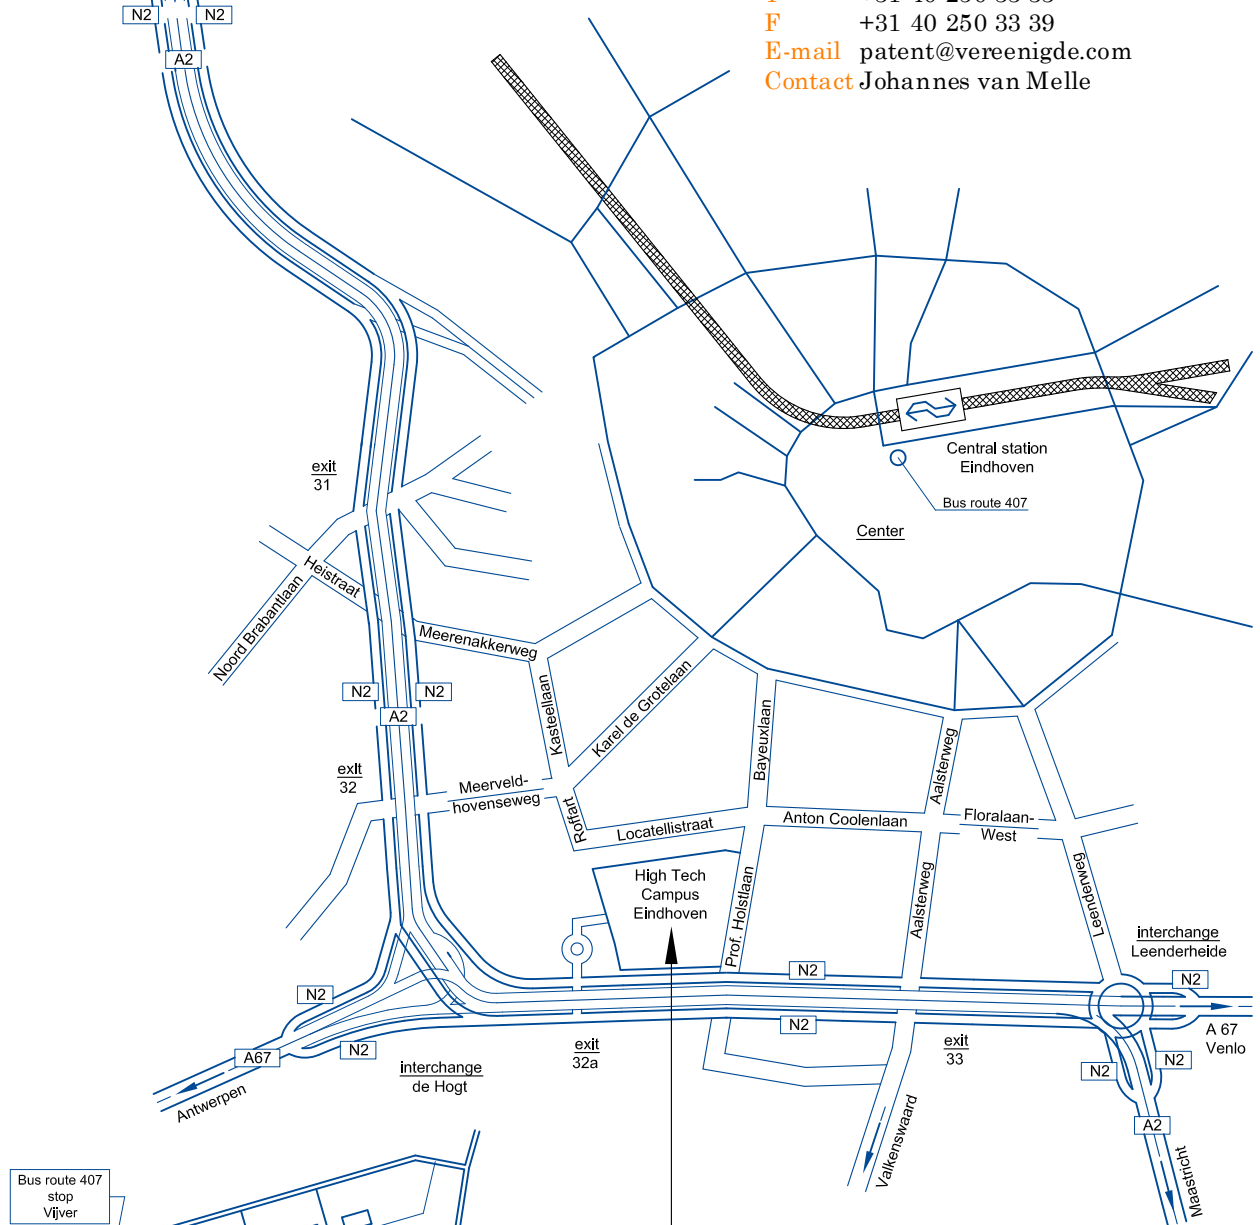 N2
N2
F +31 40 250 33 39
E-mail patent@vereenigde.com
Contact Johannes van Melle
A2
Central station
Eindhoven
exit
31
Bus route 407
Center
Heistraat
Noord Brabantlaan
Meerenakkerweg
N2
N2
A2
Kasteellaan
Karel de Grotelaan
Bayeuxlaan
Aalsterweg
exit
32
Meerveld-
hovenseweg
Roffart
Locatellistraat
Anton Coolenlaan
Floralaan-
West
High Tech
Campus
Eindhoven
Prof. Holstlaan
Aalsterweg
Leenderweg
interchange
Leenderheide
N2
N2
N2
N2
N2
A67
A 67
Venlo
exit
32a
exit
33
interchange
de Hogt
N2
N2
Antwerpen
Valkenswaard
A2
Maastricht
Bus route 407
stop
Vijver